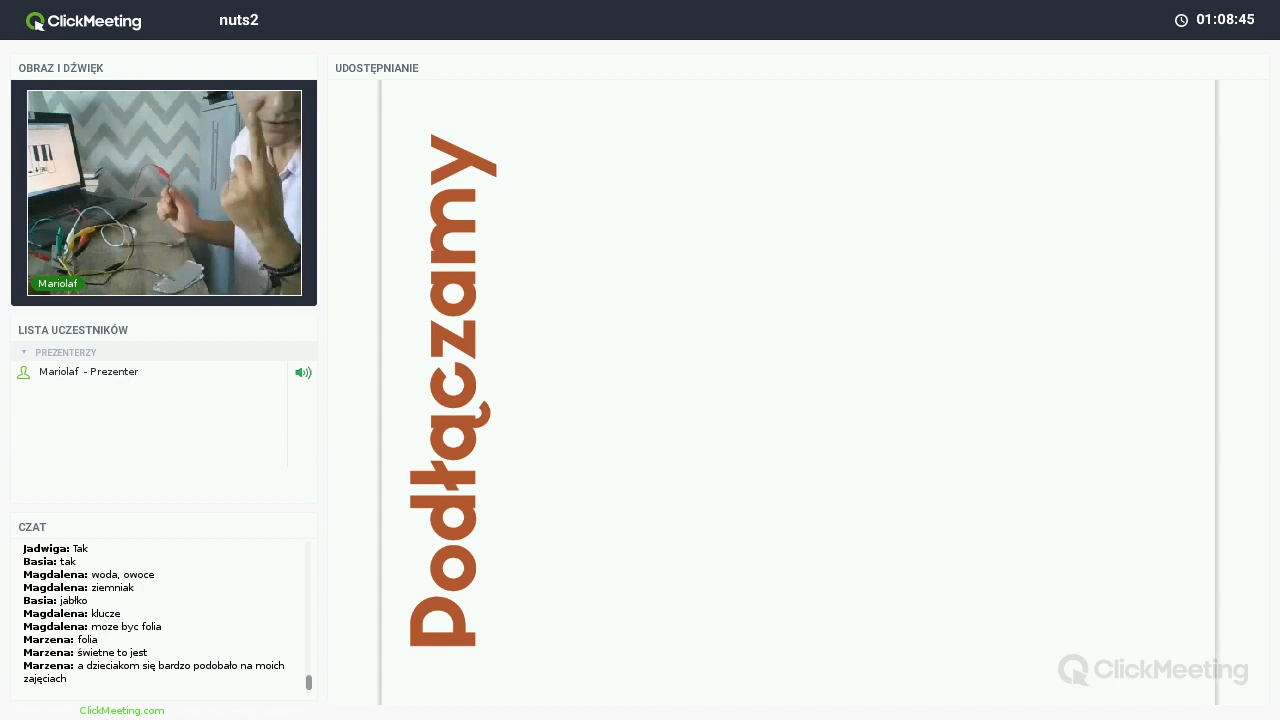 ClickMeeting
nuts2
01:08:45
OBRAZ I DŹWIĘK
Mariolaf
LISTA UCZESTNIKÓW
PREZENTERZY
Mariolaf - Prezenter
CZAT
Jadwiga: Tak
Basia: tak
Magdalena: woda, owoce
Magdalena: ziemniak
Basia: jabłko
Magdalena: klucze
Magdalena: moze byc folia
Marzena: folia
Marzena: świetne to jest
Marzena: a dzieciakom się bardzo podobało na moich
zajęciach
ClickMeeting.com
UDOSTĘPNIANIE
Podłączamy
ClickMeeting